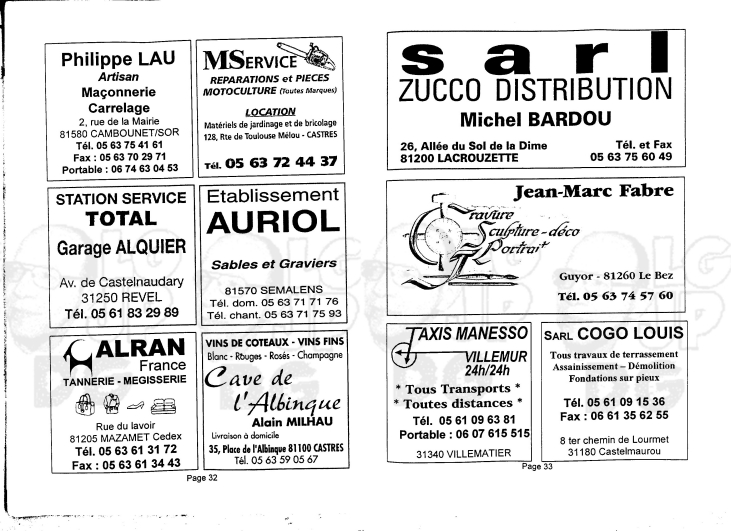 Philippe LAU
Artisan
Maçonnerie
Carrelage
2, rue de la Mairie
81580 CAMBOUNET/SOR
Tél. 05 63 75 41 61
Fax : 05 63 70 29 71
Portable : 06 74 63 04 53
MSERVICE
REPARATIONS et PIECES
MOTOCULTURE (Toutes Marques)
LOCATION
Matériels de jardinage et de bricolage
128, Rte de Toulouse Mélou - CASTRES
Tél. 05 63 72 44 37
STATION SERVICE
TOTAL
Garage ALQUIER
Av. de Castelnaudary
31250 REVEL
Tél. 05 61 83 29 89
Etablissement
AURIOL
Sables et Graviers
81570 SEMALENS
Tél. dom. 05 63 71 71 76
Tél. chant. 05 63 71 75 93
ALRAN
France
TANNERIE - MEGISSERIE
Rue du lavoir
81205 MAZAMET Cedex
Tél. 05 63 61 31 72
Fax : 05 63 61 34 43
VINS DE COTEAUX - VINS FINS
Blanc - Rouges - Rosés - Champagne
Cave de
l'Albinque
Alain MILHAU
Livraison à domicile
35, Place de l'Albinque 81100 CASTRES
Tél. 05 63 59 05 67
Page 32
sarl
ZUCCO DISTRIBUTION
Michel BARDOU
26, Allée du Sol de la Dime
81200 LACROUZETTE
Tél. et Fax
05 63 75 60 49
Jean-Marc Fabre
Gravure
Sculpture-déco
Portrait
Guyor - 81260 Le Bez
Tél. 05 63 74 57 60
TAXIS MANESSO
VILLEMUR
24h/24h
* Tous Transports *
* Toutes distances *
Tél. 05 61 09 63 81
Portable : 06 07 615 515
31340 VILLEMATIER
SARL COGO LOUIS
Tous travaux de terrassement
Assainissement – Démolition
Fondations sur pieux
Tél. 05 61 09 15 36
Fax : 06 61 35 62 55
8 ter chemin de Lourmet
31180 Castelmaurou
Page 33